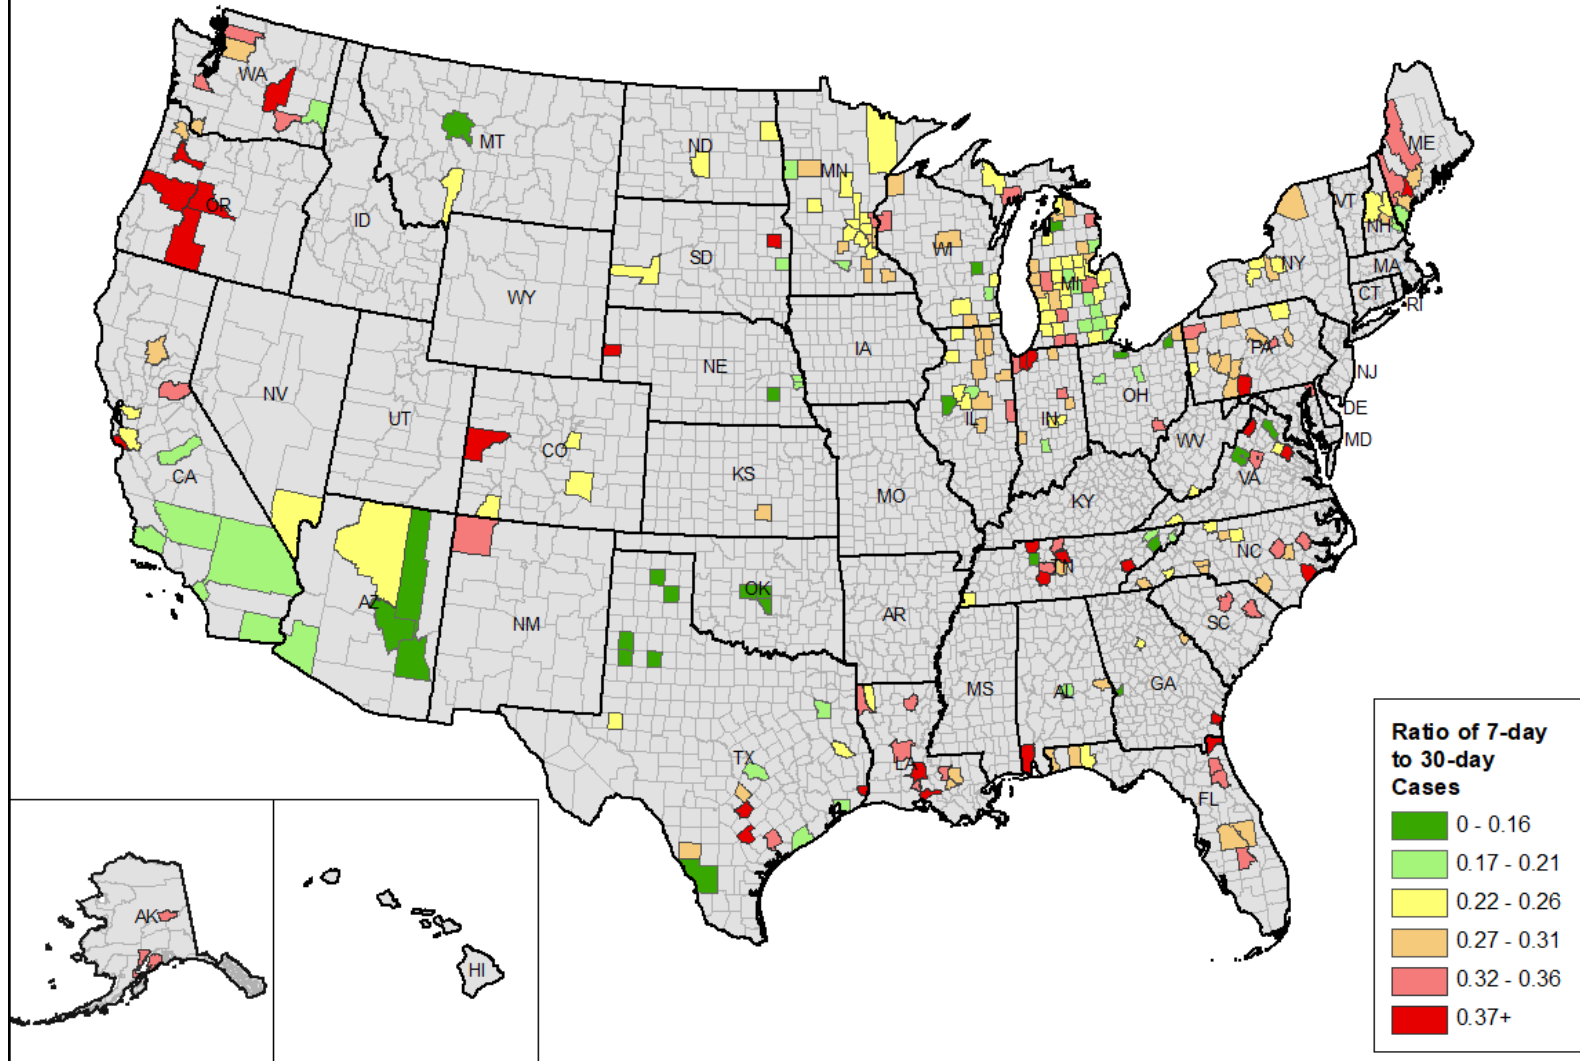 WA
MT
ND
MN
ME
OR
ID
SD
WI
VT
NH
NY
MA
CT
RI
WY
MI
IA
PA
NJ
NE
NV
UT
OH
DE
IL
IN
MD
CO
WV
VA
CA
KS
MO
KY
NC
AZ
OK
AR
NM
SC
MS
AL
GA
TX
LA
FL
AK
HI
Ratio of 7-day
to 30-day
Cases
0 - 0.16
0.17 - 0.21
0.22 - 0.26
0.27 - 0.31
0.32 - 0.36
0.37+